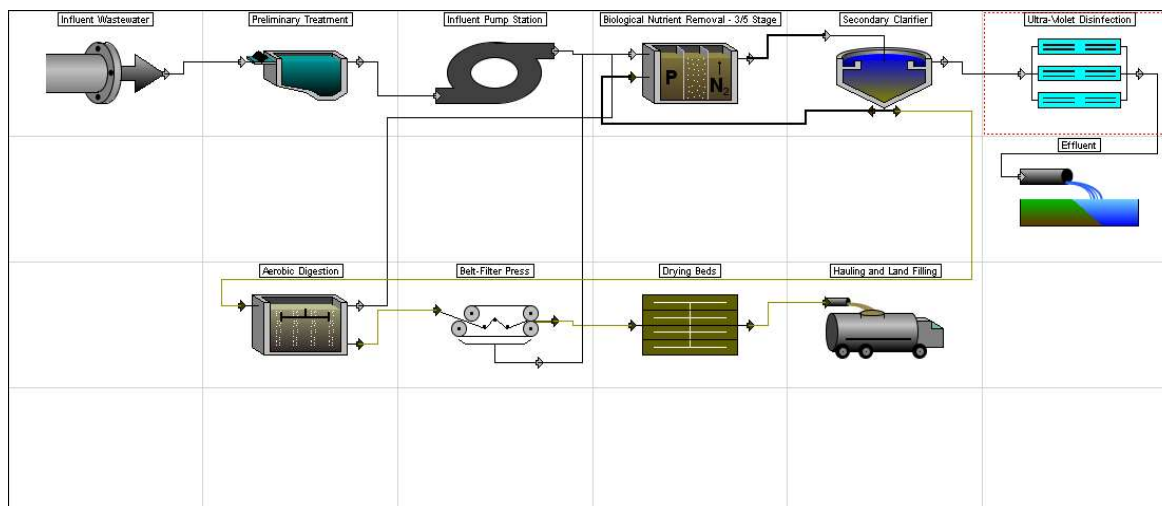 Influent Wastewater
Preliminary Treatment
Influent Pump Station
Biological Nutrient Removal - 3/5 Stage
Secondary Clarifier
Ultra-Violet Disinfection
P
N2
Effluent
Aerobic Digestion
Belt-Filter Press
Drying Beds
Hauling and Land Filling